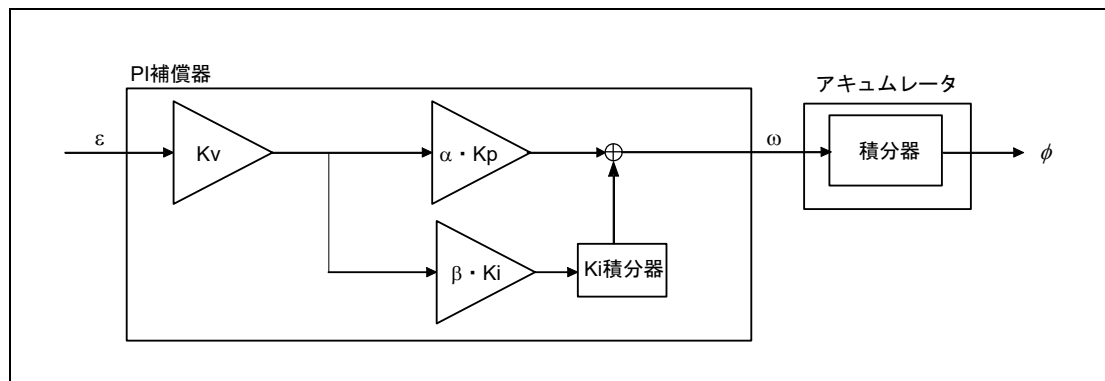 PI補償器
アキュムレータ
ε
Kv
α・Kp
ω
積分器
ϕ
β・Ki
Ki積分器